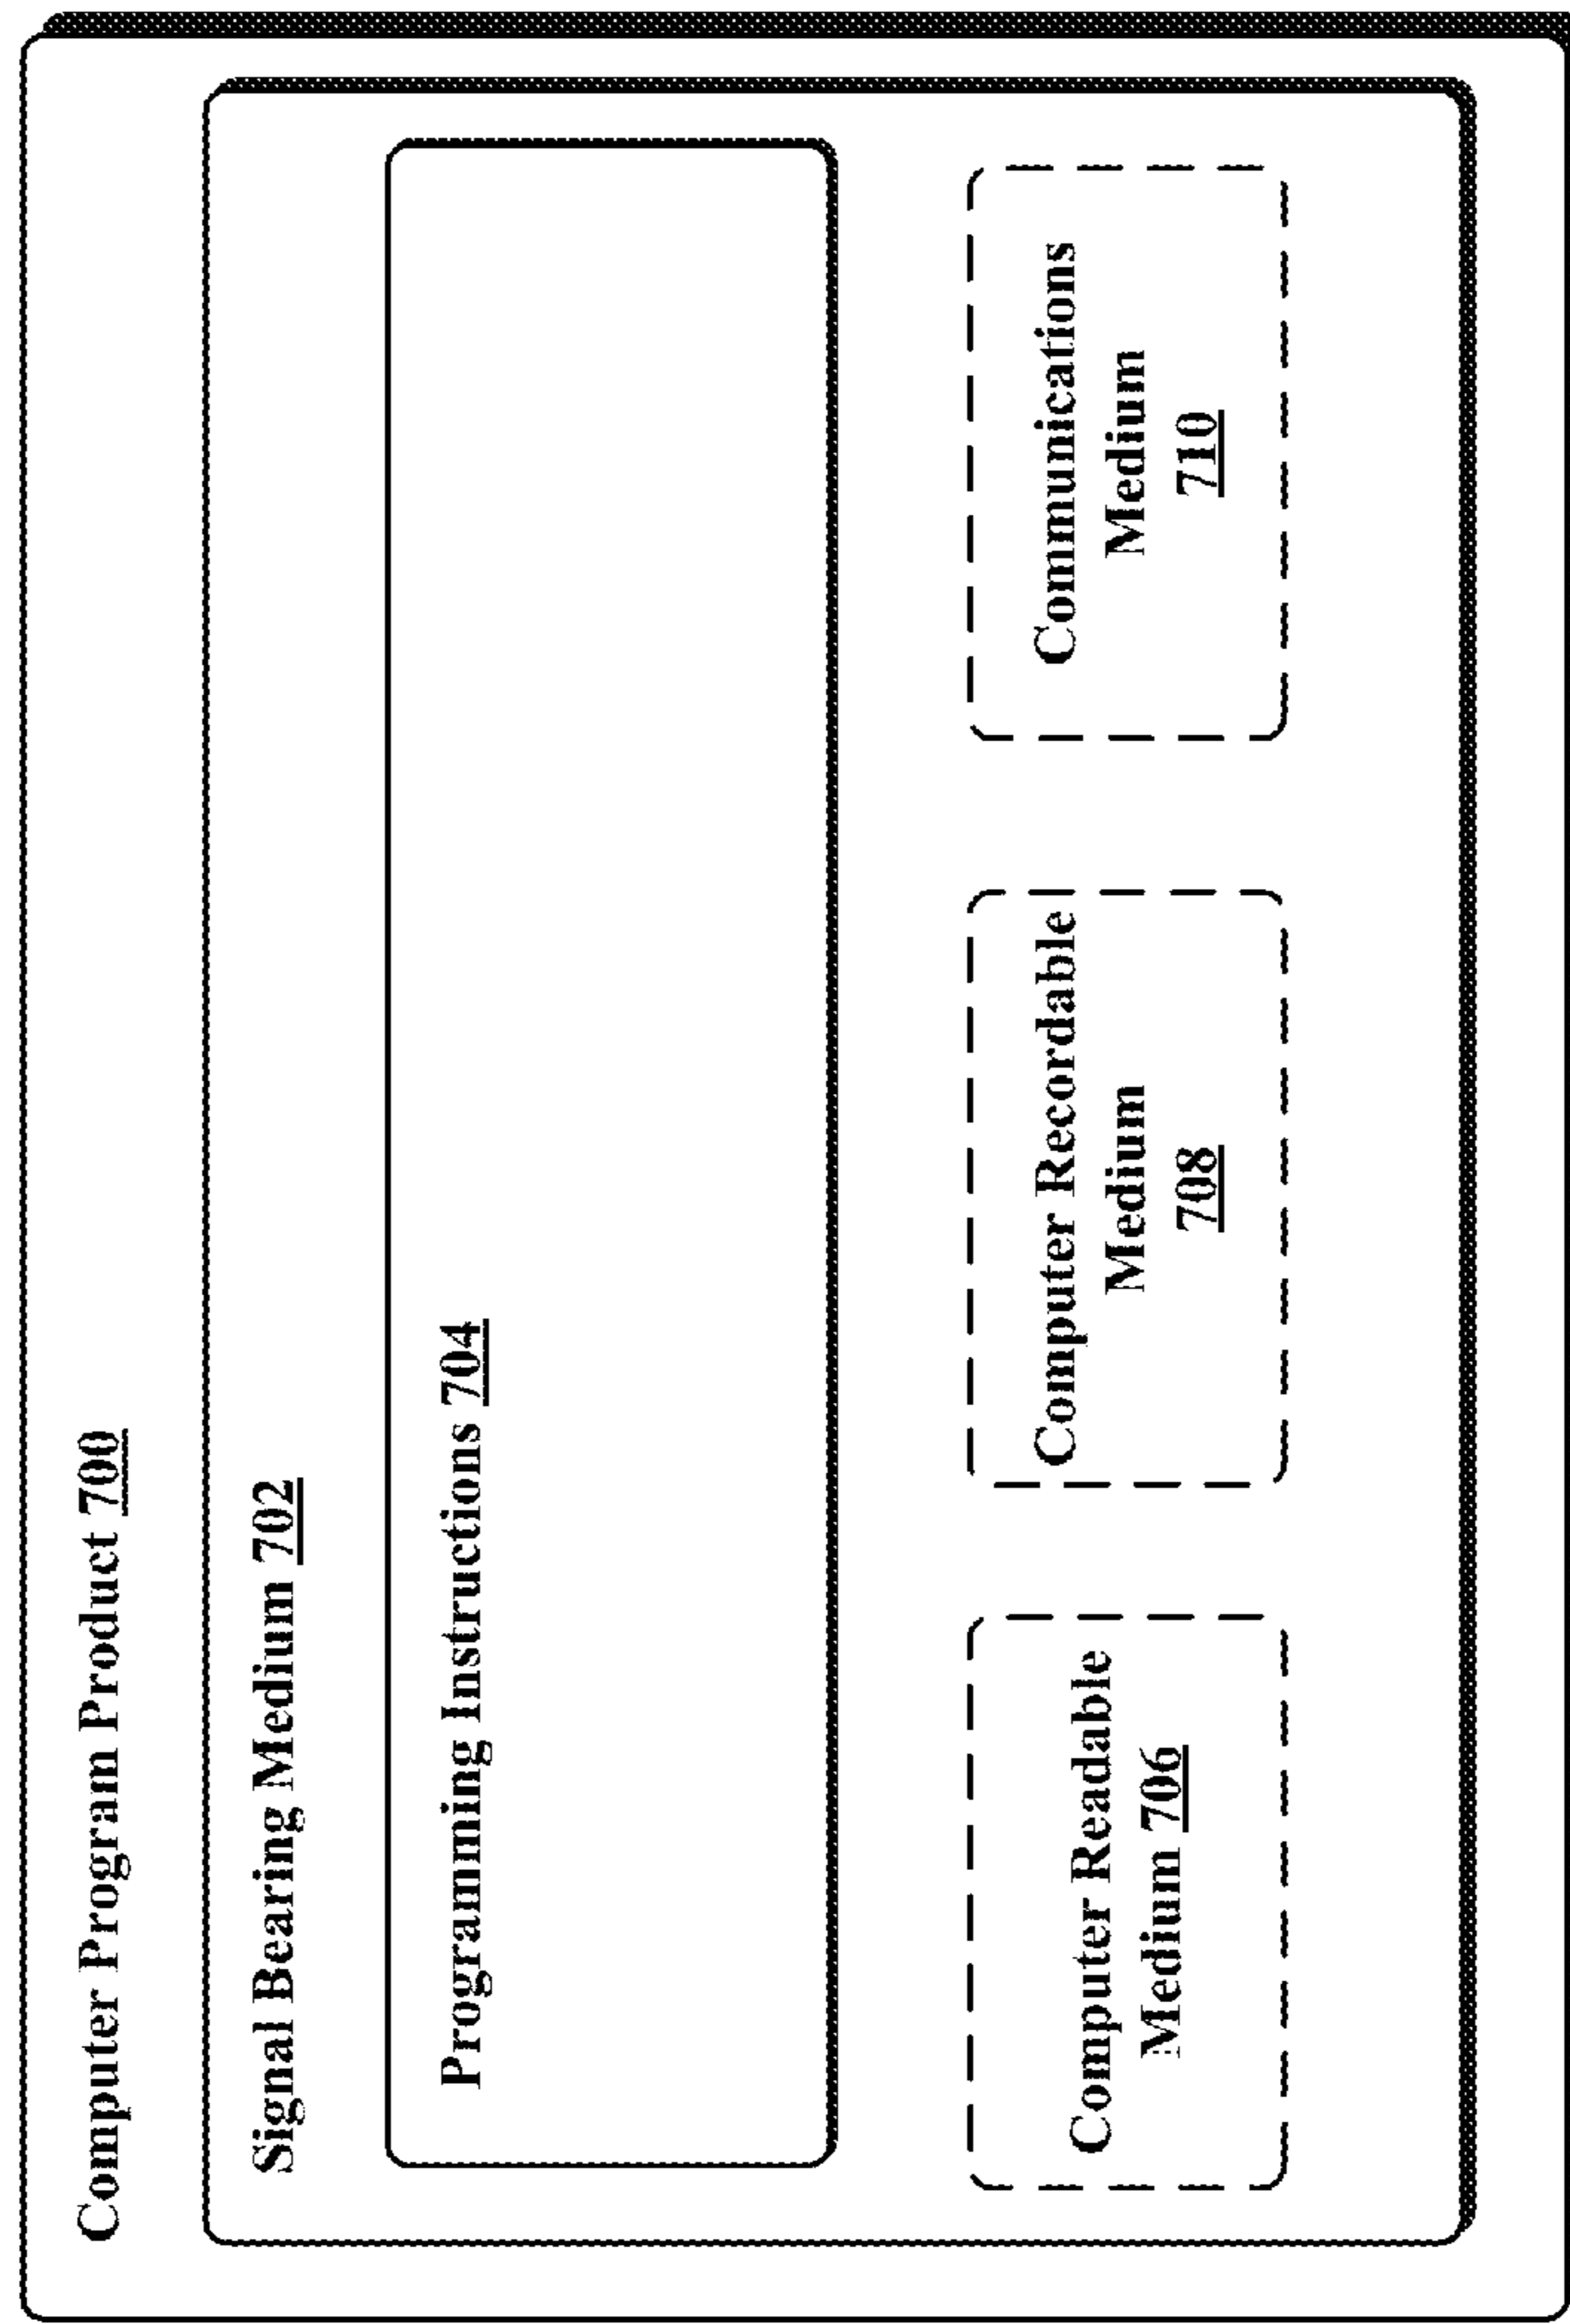 Computer Program Product 700
Signal Bearing Medium 702
Programming Instructions 704
Computer Readable
Medium 706
Computer Recordable
Medium
708
Communications
Medium
710